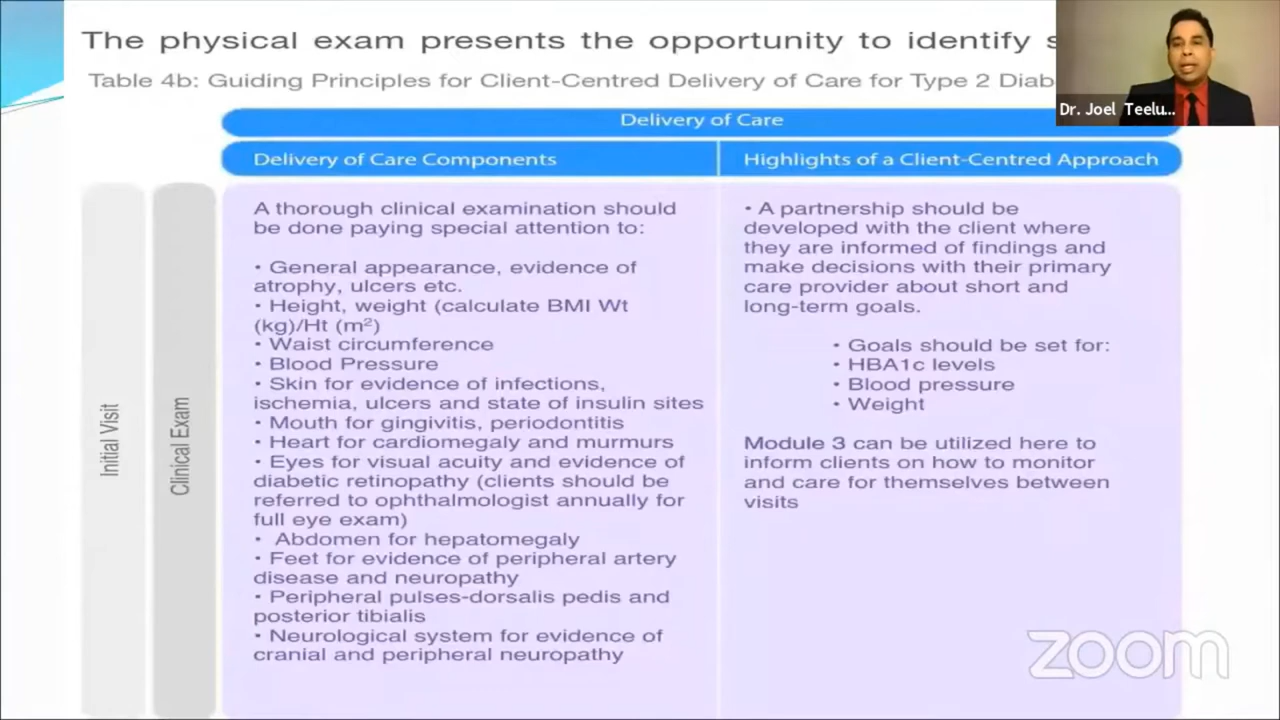 The physical exam presents the opportunity to identify
Table 4b: Guiding Principles for Client-Centred Delivery of Care for Type 2 Diab
Dr. Joel Teelu...
Delivery of Care
Delivery of Care Components
Highlights of a Client-Centred Approach
Initial Visit
Clinical Exam
A thorough clinical examination should
be done paying special attention to:
• General appearance, evidence of
atrophy, ulcers etc.
• Height, weight (calculate BMI Wt
(kg)/Ht (m²)
• Waist circumference
• Blood Pressure
• Skin for evidence of infections,
ischemia, ulcers and state of insulin sites
• Mouth for gingivitis, periodontitis
• Heart for cardiomegaly and murmurs
• Eyes for visual acuity and evidence of
diabetic retinopathy (clients should be
referred to ophthalmologist annually for
full eye exam)
• Abdomen for hepatomegaly
• Feet for evidence of peripheral artery
disease and neuropathy
• Peripheral pulses-dorsalis pedis and
posterior tibialis
• Neurological system for evidence of
cranial and peripheral neuropathy
• A partnership should be
developed with the client where
they are informed of findings and
make decisions with their primary
care provider about short and
long-term goals.
• Goals should be set for:
• HBA1c levels
• Blood pressure
• Weight
Module 3 can be utilized here to
inform clients on how to monitor
and care for themselves between
visits
zoom